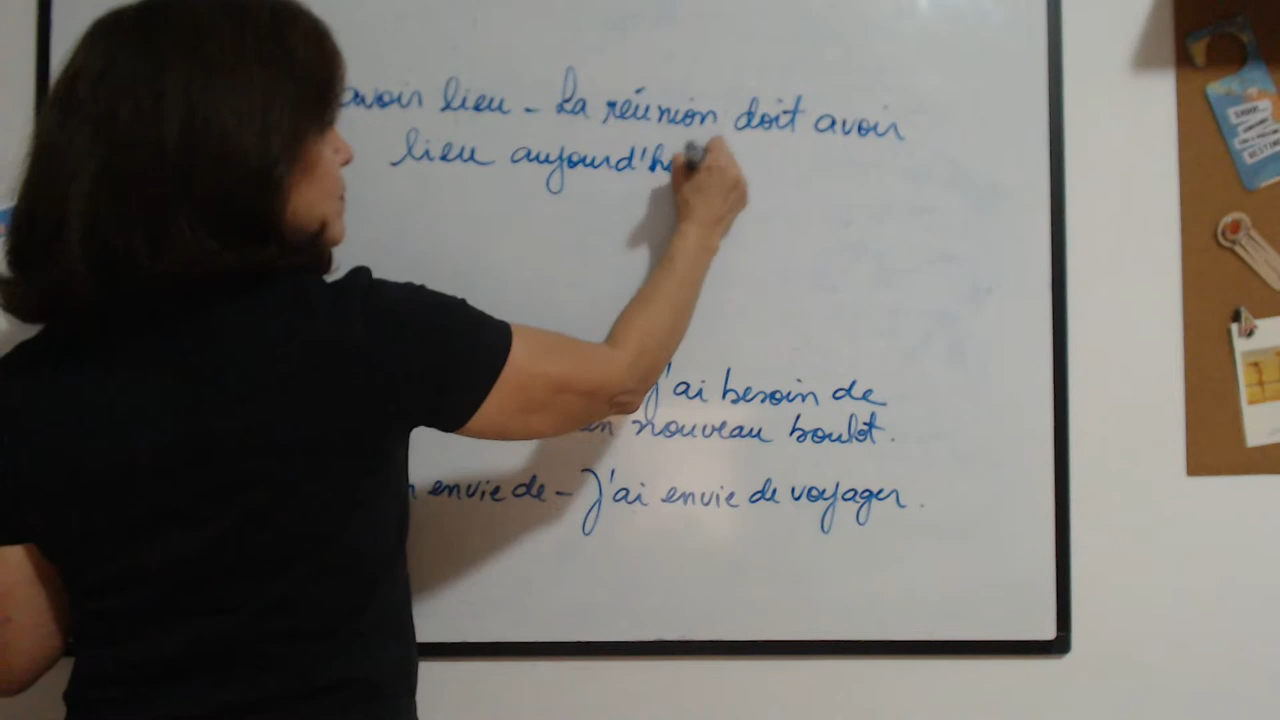 avoir lieu - La réunion doit avoir
lieu aujourd'h
J'ai besoin de
un nouveau boulot.
envie de - J'ai envie de voyager.